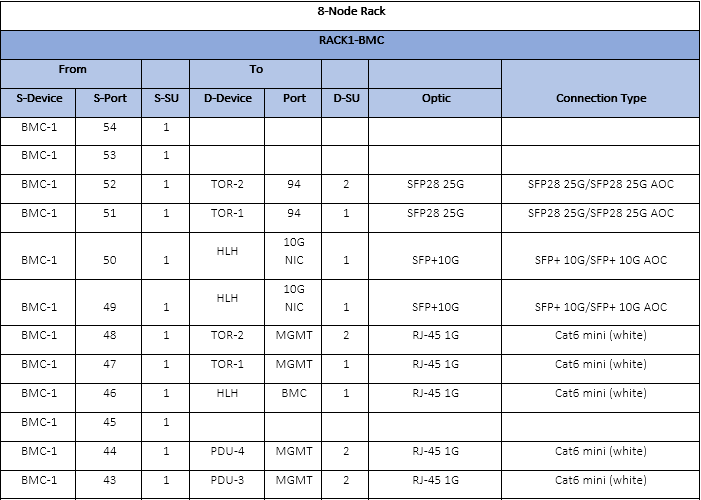 8-Node Rack
RACK1-BMC
From To
S-Device S-Port S-SU D-Device Port D-SU Optic Connection Type
BMC-1 54 1
BMC-1 53 1
BMC-1 52 1 TOR-2 94 2 SFP28 25G SFP28 25G/SFP28 25G AOC
BMC-1 51 1 TOR-1 94 1 SFP28 25G SFP28 25G/SFP28 25G AOC
BMC-1 50 1 HLH 10G NIC 1 SFP+10G SFP+ 10G/SFP+ 10G AOC
BMC-1 49 1 HLH 10G NIC 1 SFP+10G SFP+ 10G/SFP+ 10G AOC
BMC-1 48 1 TOR-2 MGMT 2 RJ-45 1G Cat6 mini (white)
BMC-1 47 1 TOR-1 MGMT 1 RJ-45 1G Cat6 mini (white)
BMC-1 46 1 HLH BMC 1 RJ-45 1G Cat6 mini (white)
BMC-1 45 1
BMC-1 44 1 PDU-4 MGMT 2 RJ-45 1G Cat6 mini (white)
BMC-1 43 1 PDU-3 MGMT 2 RJ-45 1G Cat6 mini (white)